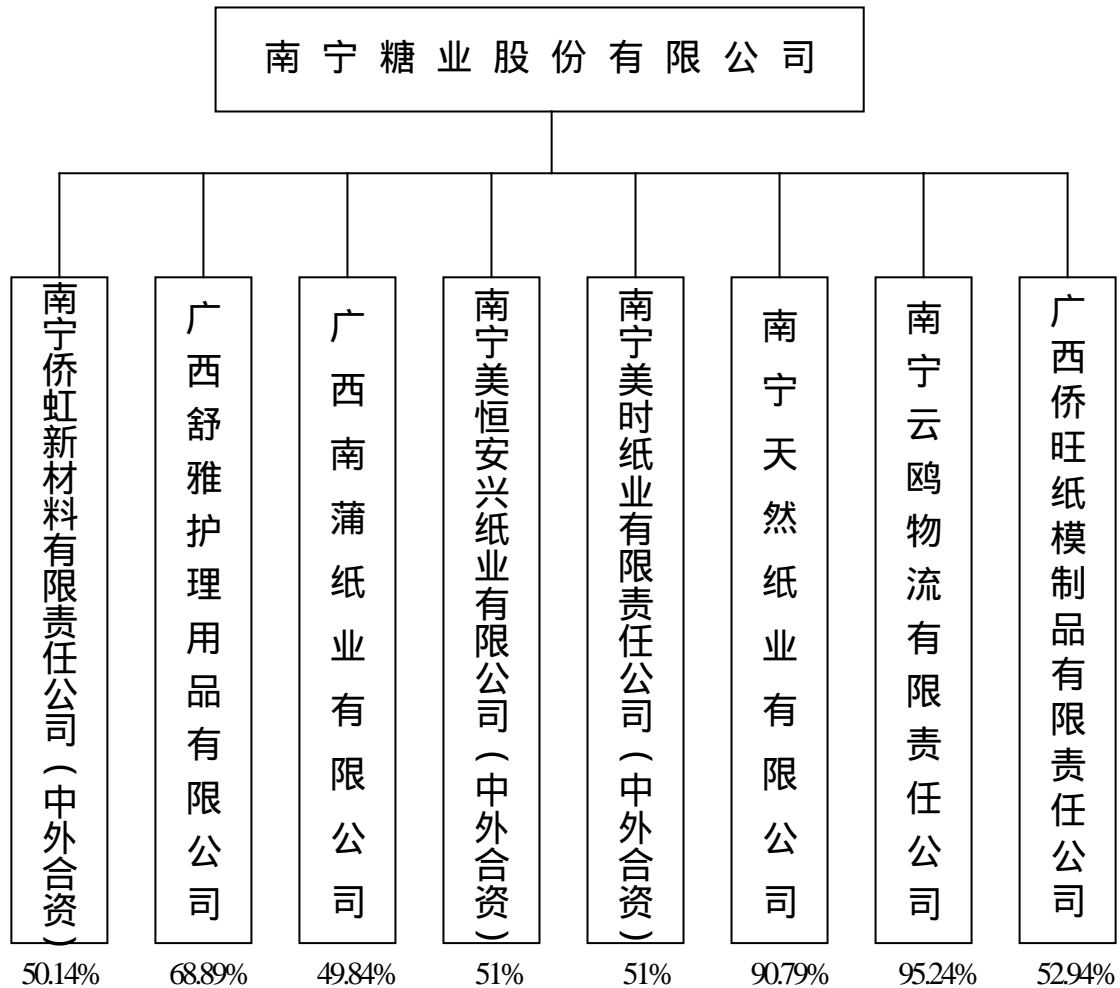 南宁糖业股份有限公司
南宁侨虹新材料有限责任公司（中外合资）
广西舒雅护理用品有限公司
广西南蒲纸业有限公司
南宁美恒安兴纸业有限公司（中外合资）
南宁美时纸业有限责任公司（中外合资）
南宁天然纸业有限公司
南宁云鸥物流有限责任公司
广西侨旺纸模制品有限责任公司
50.14%
68.89%
49.84%
51%
51%
90.79%
95.24%
52.94%